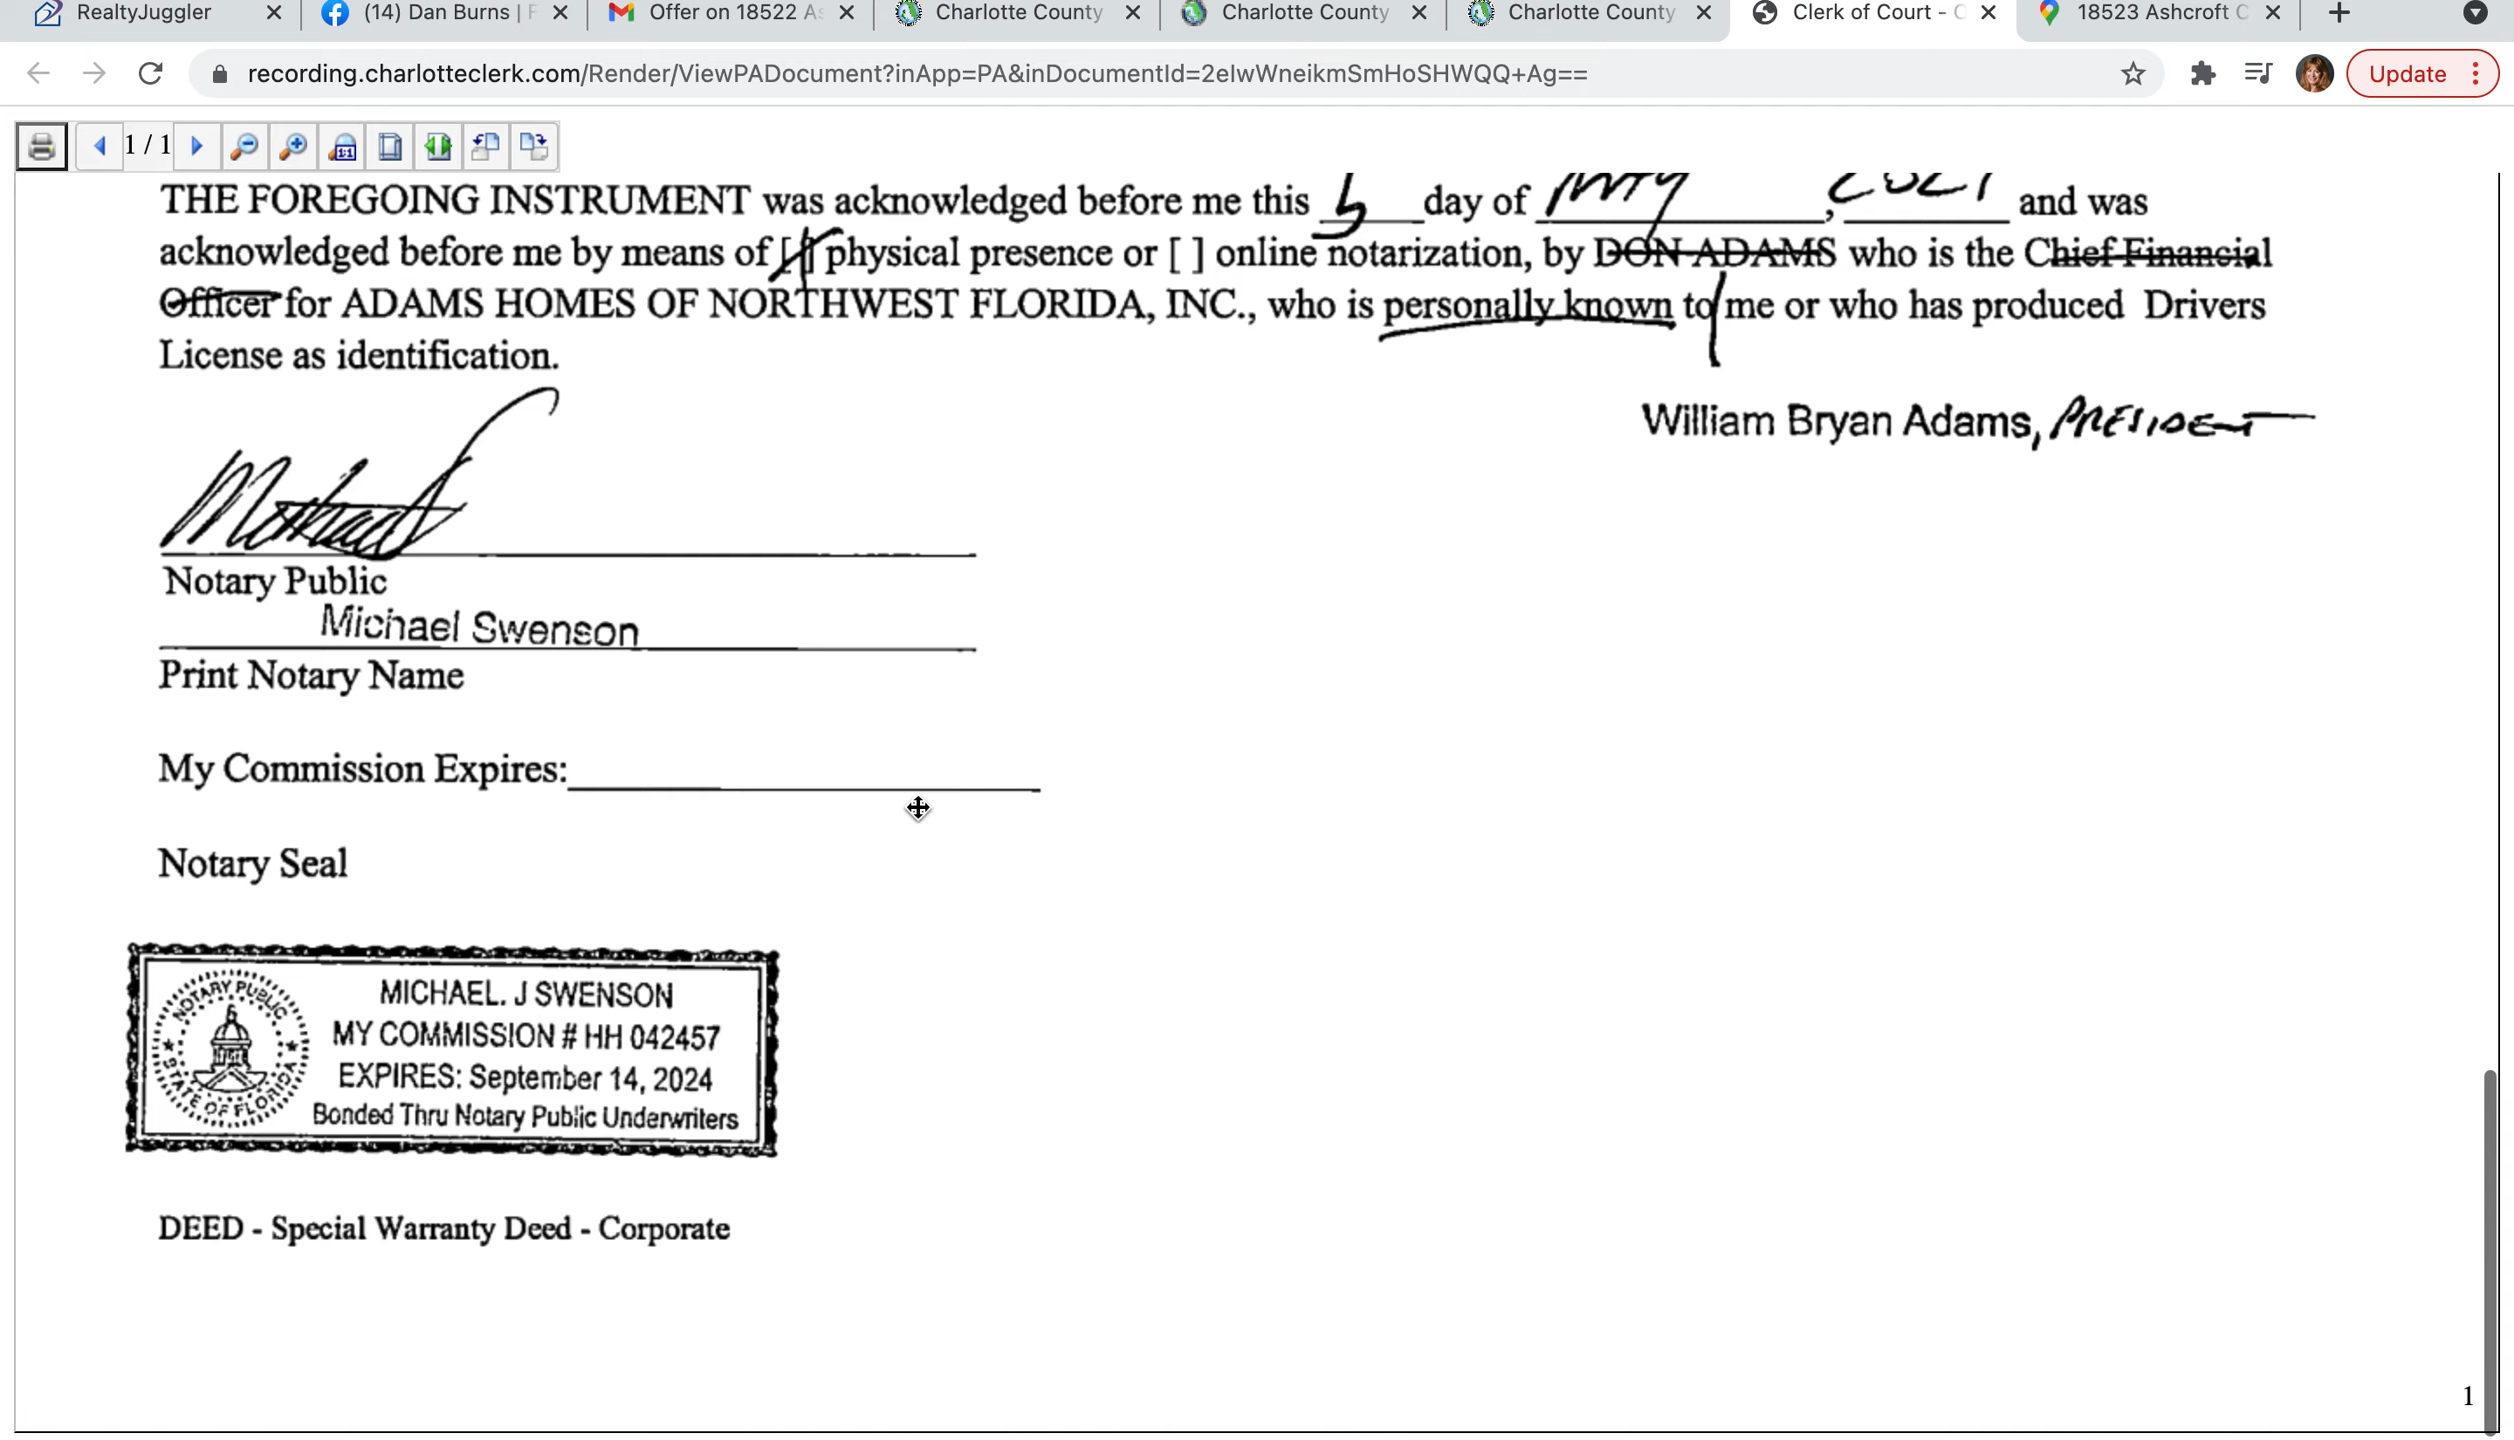 RealtyJuggler
(14) Dan Burns | F
Offer on 18522 As
Charlotte County
Charlotte County
Charlotte County
Clerk of Court - C
18523 Ashcroft C
recording.charlotteclerk.com/Render/ViewPADocument?inApp=PA&inDocumentId=2eIwWneikmSmHoSHWQQ+Ag==
Update
1 / 1
THE FOREGOING INSTRUMENT was acknowledged before me this 5 day of May, 2021 and was
acknowledged before me by means of [ ] physical presence or [ ] online notarization, by DON ADAMS who is the Chief Financial
Officer for ADAMS HOMES OF NORTHWEST FLORIDA, INC., who is personally known to me or who has produced Drivers
License as identification.
William Bryan Adams, PRESIDENT
Notary Public
Michael Swenson
Print Notary Name
My Commission Expires:
Notary Seal
NOTARY PUBLIC
STATE OF FLORIDA
MICHAEL. J SWENSON
MY COMMISSION # HH 042457
EXPIRES: September 14, 2024
Bonded Thru Notary Public Underwriters
DEED - Special Warranty Deed - Corporate
1